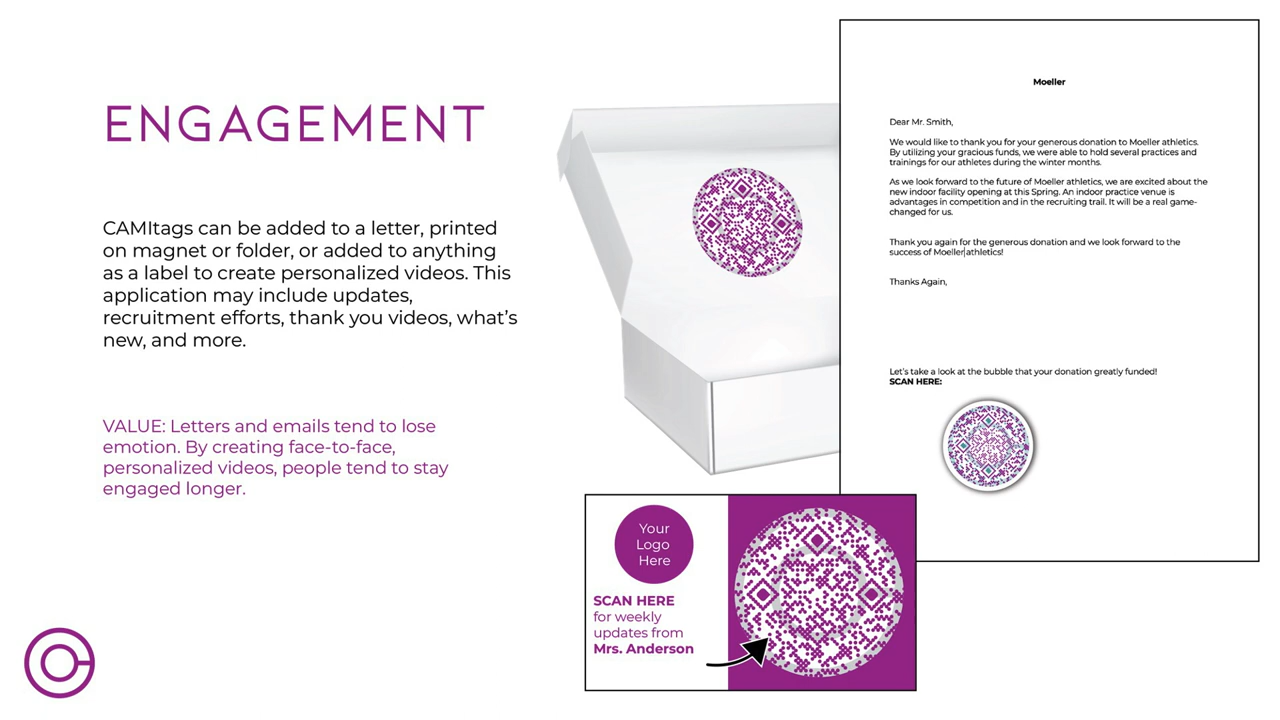 ENGAGEMENT
CAMItags can be added to a letter, printed
on magnet or folder, or added to anything
as a label to create personalized videos. This
application may include updates,
recruitment efforts, thank you videos, what's
new, and more.
VALUE: Letters and emails tend to lose
emotion. By creating face-to-face,
personalized videos, people tend to stay
engaged longer.
Moeller
Dear Mr. Smith,
We would like to thank you for your generous donation to Moeller athletics.
By utilizing your gracious funds, we were able to hold several practices and
trainings for our athletes during the winter months.
As we look forward to the future of Moeller athletics, we are excited about the
new indoor facility opening at this Spring. An indoor practice venue is
advantages in competition and in the recruiting trail. It will be a real game-
changed for us.
Thank you again for the generous donation and we look forward to the
success of Moeller athletics!
Thanks Again,
Let's take a look at the bubble that your donation greatly funded!
SCAN HERE:
Your
Logo
Here
SCAN HERE
for weekly
updates from
Mrs. Anderson